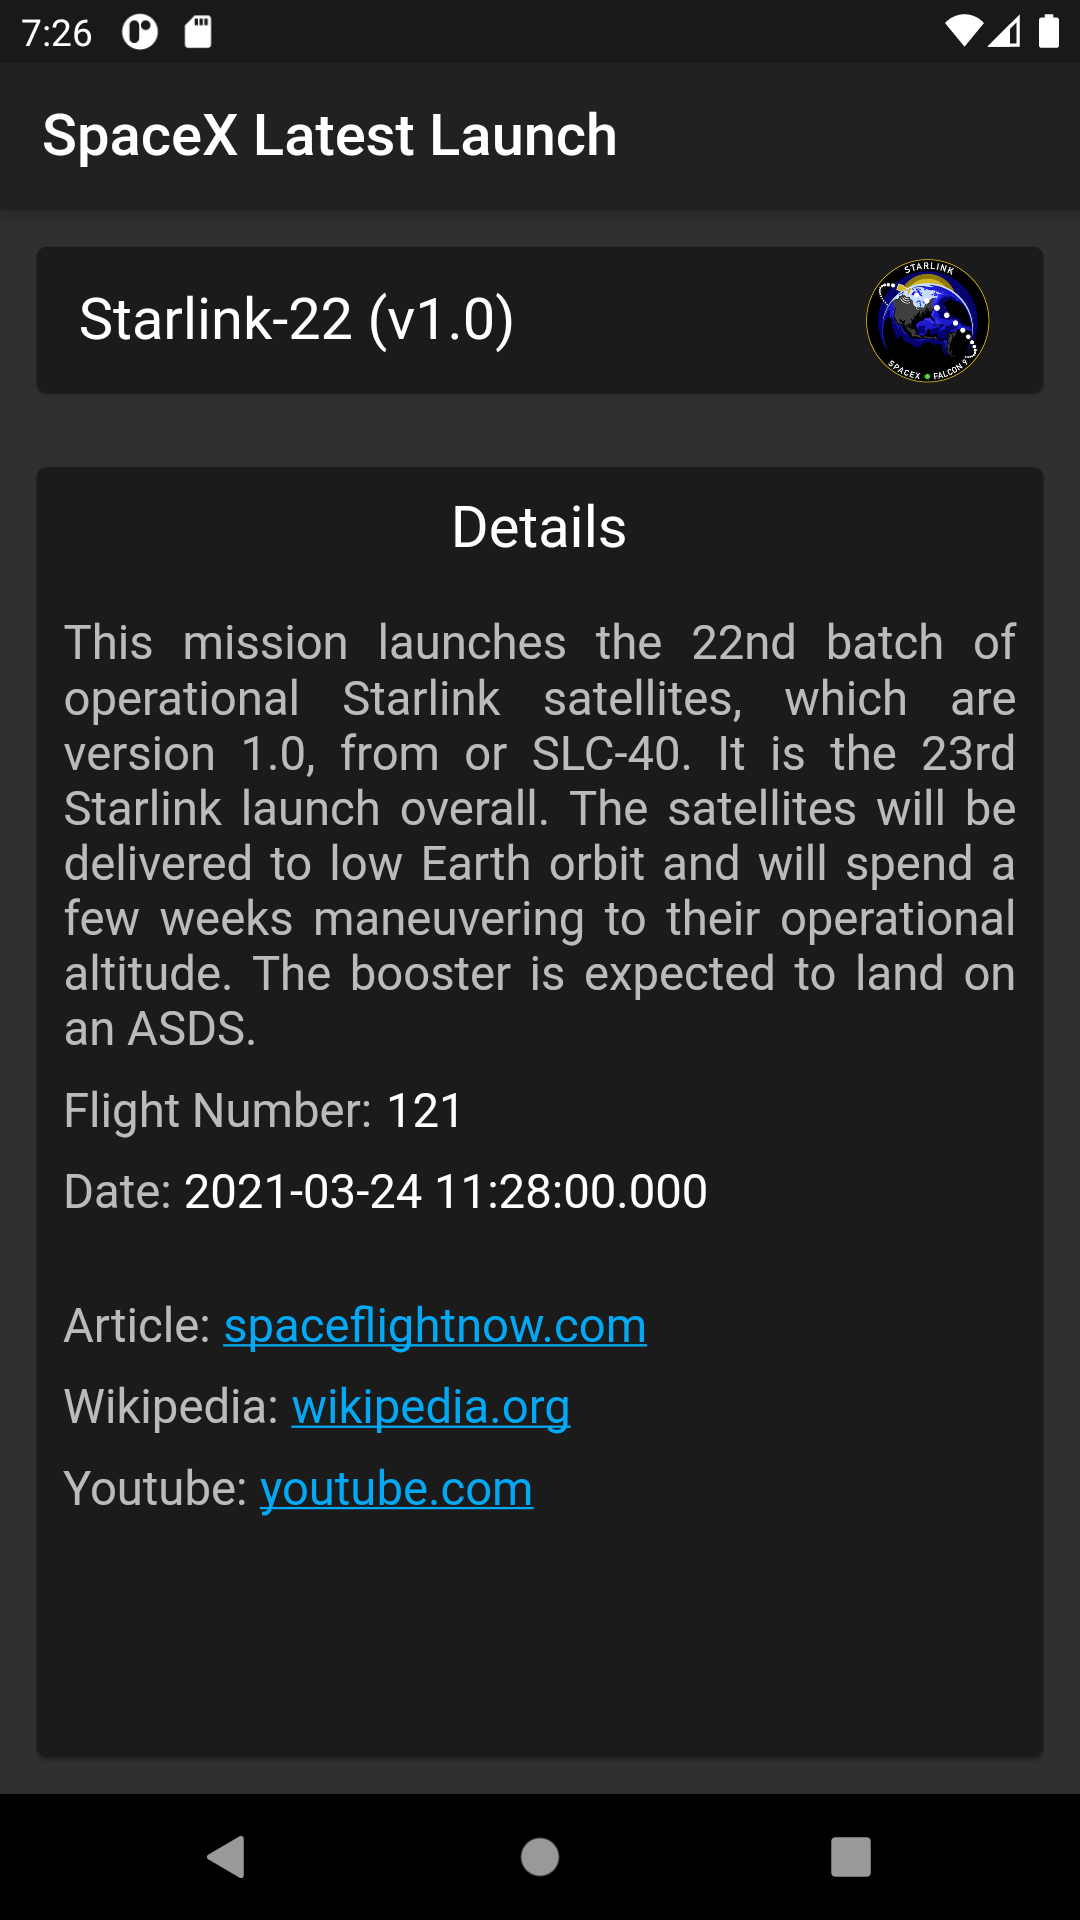 7:26
SpaceX Latest Launch
Starlink-22 (v1.0)
STARLINK
SPACEX FALCON 9
Details
This mission launches the 22nd batch of
operational Starlink satellites, which are
version 1.0, from or SLC-40. It is the 23rd
Starlink launch overall. The satellites will be
delivered to low Earth orbit and will spend a
few weeks maneuvering to their operational
altitude. The booster is expected to land on
an ASDS.
Flight Number: 121
Date: 2021-03-24 11:28:00.000
Article: spaceflightnow.com
Wikipedia: wikipedia.org
Youtube: youtube.com